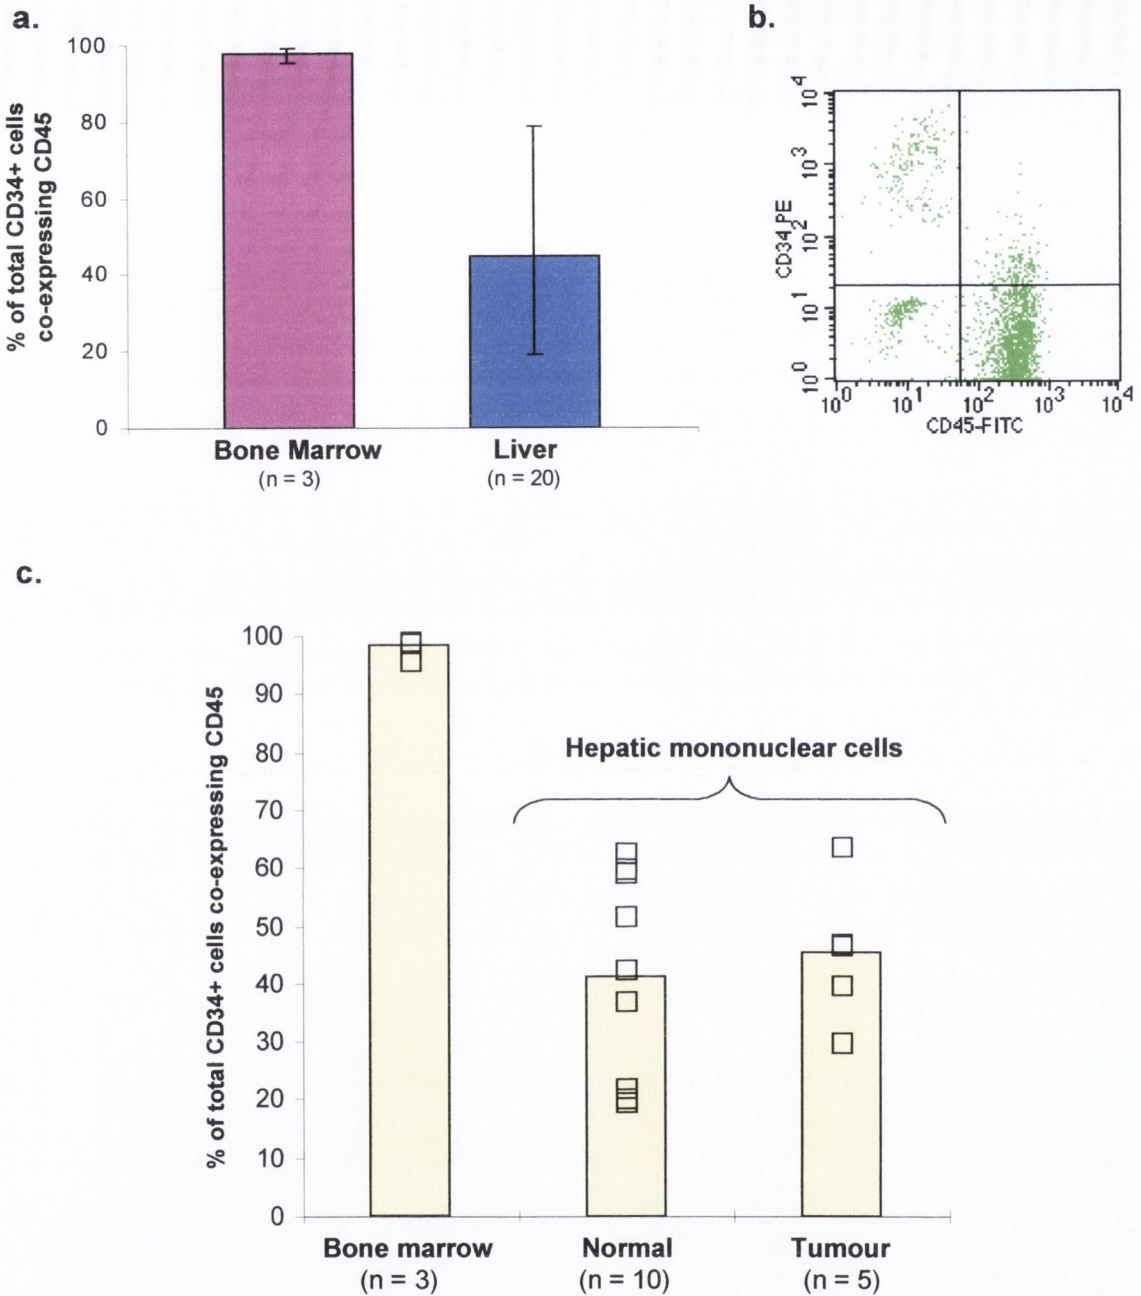 a.
% of total CD34+ cells
co-expressing CD45
100
80
60
40
20
0
Bone Marrow
(n = 3)
Liver
(n = 20)
b.
CD34 PE
10^4
10^3
10^2
10^1
10^0
10^0 10^1 10^2 10^3 10^4
CD45-FITC
c.
% of total CD34+ cells co-expressing CD45
100
90
80
70
60
50
40
30
20
10
0
Hepatic mononuclear cells
Bone marrow
(n = 3)
Normal
(n = 10)
Tumour
(n = 5)